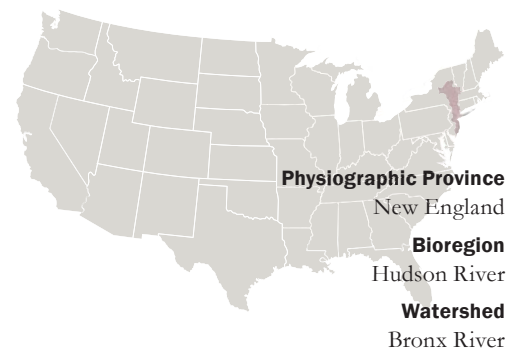 Physiographic Province
New England
Bioregion
Hudson River
Watershed
Bronx River